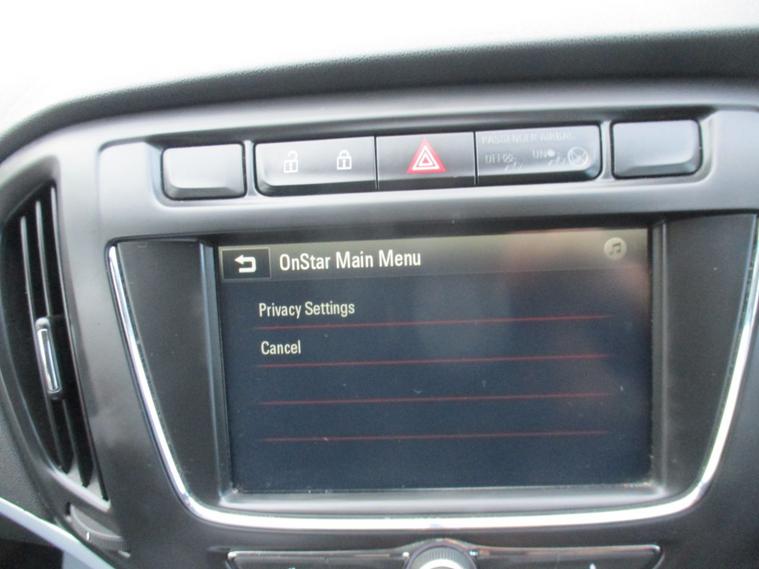 PASSENGER AIRBAG
OFF ON
OnStar Main Menu
Privacy Settings
Cancel